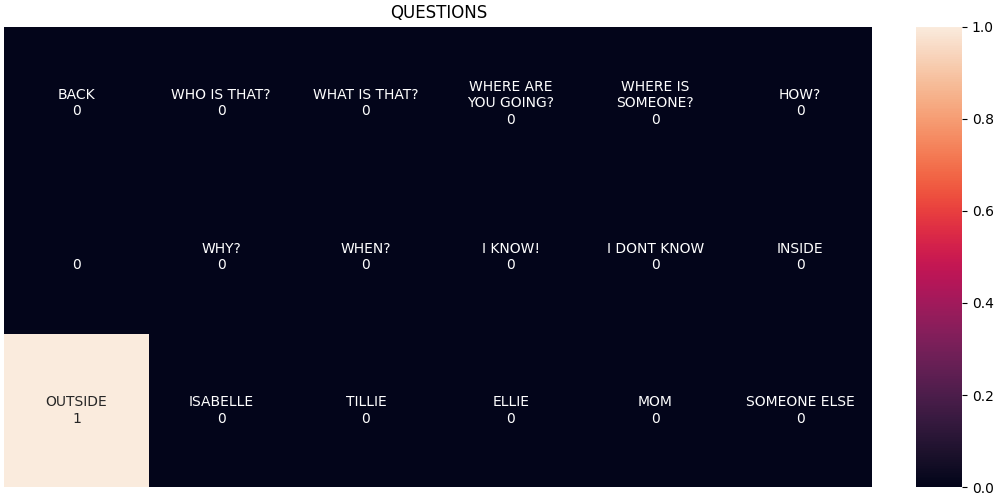 QUESTIONS
BACK
0
WHO IS THAT?
0
WHAT IS THAT?
0
WHERE ARE
YOU GOING?
0
WHERE IS
SOMEONE?
0
HOW?
0
0
WHY?
0
WHEN?
0
I KNOW!
0
I DONT KNOW
0
INSIDE
0
OUTSIDE
1
ISABELLE
0
TILLIE
0
ELLIE
0
MOM
0
SOMEONE ELSE
0
1.0
0.8
0.6
0.4
0.2
0.0